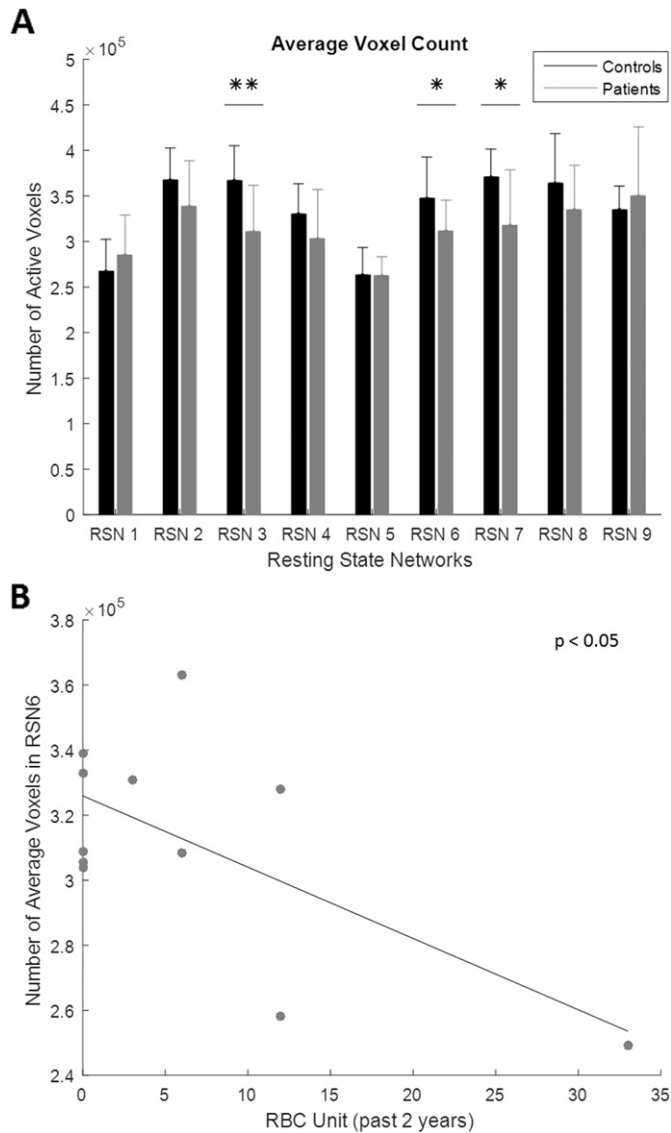 A
× 10⁵
Average Voxel Count
Controls
Patients
** * *
5
4.5
4
3.5
3
2.5
2
1.5
1
0.5
0
Number of Active Voxels
RSN 1 RSN 2 RSN 3 RSN 4 RSN 5 RSN 6 RSN 7 RSN 8 RSN 9
Resting State Networks
B
× 10⁵
p < 0.05
3.8
3.6
3.4
3.2
3
2.8
2.6
2.4
Number of Average Voxels in RSN6
0 5 10 15 20 25 30 35
RBC Unit (past 2 years)